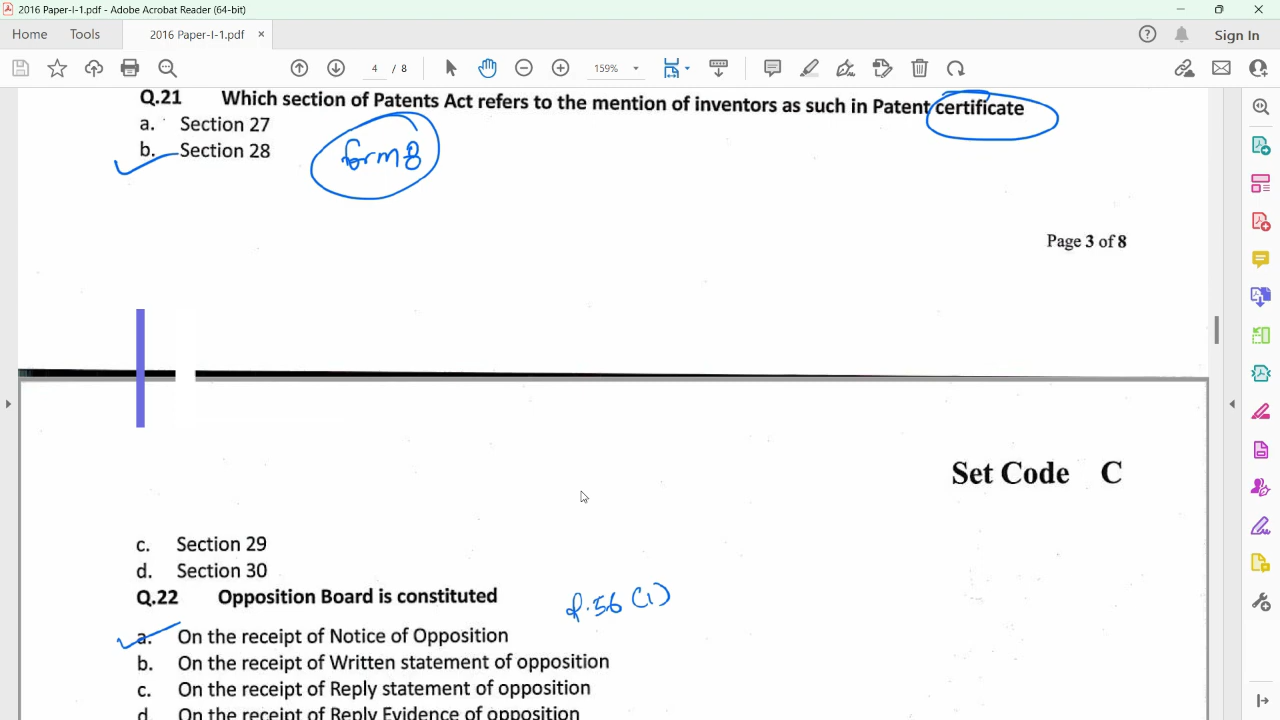 2016 Paper-I-1.pdf - Adobe Acrobat Reader (64-bit)
Home Tools 2016 Paper-I-1.pdf × Sign In
4 / 8 159%
Q.21 Which section of Patents Act refers to the mention of inventors as such in Patent certificate
a. Section 27
b. Section 28
form 8
Page 3 of 8
Set Code C
c. Section 29
d. Section 30
Q.22 Opposition Board is constituted
r.56 (1)
a. On the receipt of Notice of Opposition
b. On the receipt of Written statement of opposition
c. On the receipt of Reply statement of opposition
d. On the receipt of Reply Evidence of opposition